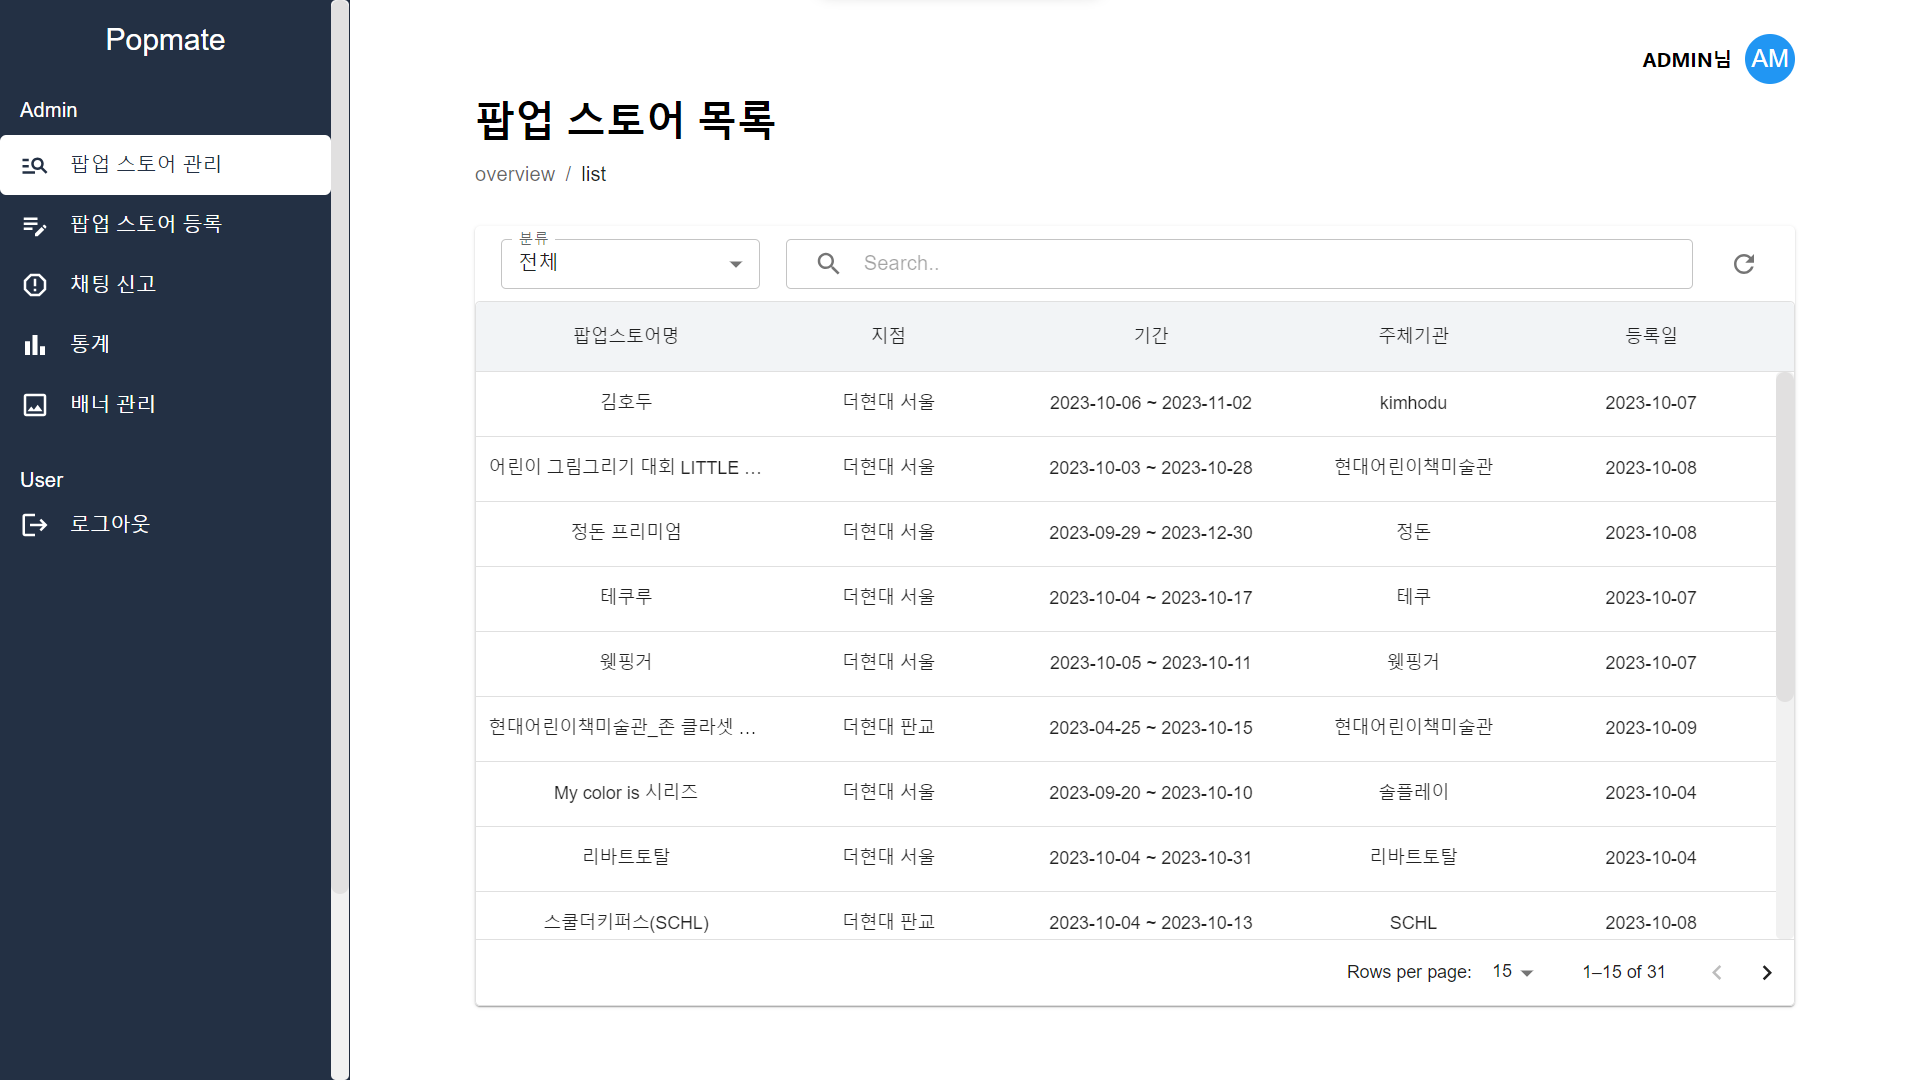 Popmate
Admin
팝업 스토어 관리
팝업 스토어 등록
채팅 신고
통계
배너 관리
User
로그아웃
ADMIN님 AM
팝업 스토어 목록
overview / list
분류
전체
Search..
팝업스토어명 지점 기간 주체기관 등록일
김호두 더현대 서울 2023-10-06 ~ 2023-11-02 kimhodu 2023-10-07
어린이 그림그리기 대회 LITTLE ... 더현대 서울 2023-10-03 ~ 2023-10-28 현대어린이책미술관 2023-10-08
정돈 프리미엄 더현대 서울 2023-09-29 ~ 2023-12-30 정돈 2023-10-08
테쿠루 더현대 서울 2023-10-04 ~ 2023-10-17 테쿠 2023-10-07
웻핑거 더현대 서울 2023-10-05 ~ 2023-10-11 웻핑거 2023-10-07
현대어린이책미술관_존 클라셋 ... 더현대 판교 2023-04-25 ~ 2023-10-15 현대어린이책미술관 2023-10-09
My color is 시리즈 더현대 서울 2023-09-20 ~ 2023-10-10 솔플레이 2023-10-04
리바트토탈 더현대 서울 2023-10-04 ~ 2023-10-31 리바트토탈 2023-10-04
스쿨더키퍼스(SCHL) 더현대 판교 2023-10-04 ~ 2023-10-13 SCHL 2023-10-08
Rows per page: 15 1–15 of 31